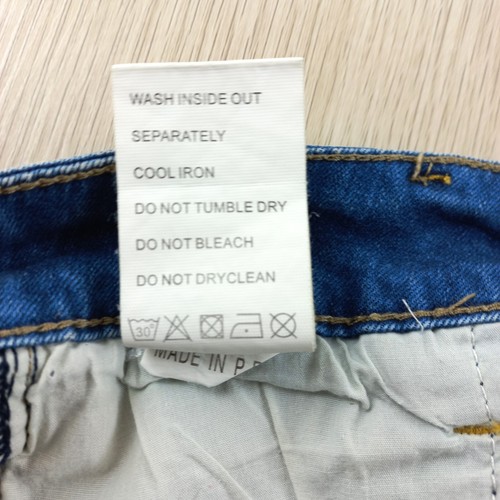 WASH INSIDE OUT
SEPARATELY
COOL IRON
DO NOT TUMBLE DRY
DO NOT BLEACH
DO NOT DRYCLEAN
30°
MADE IN P.